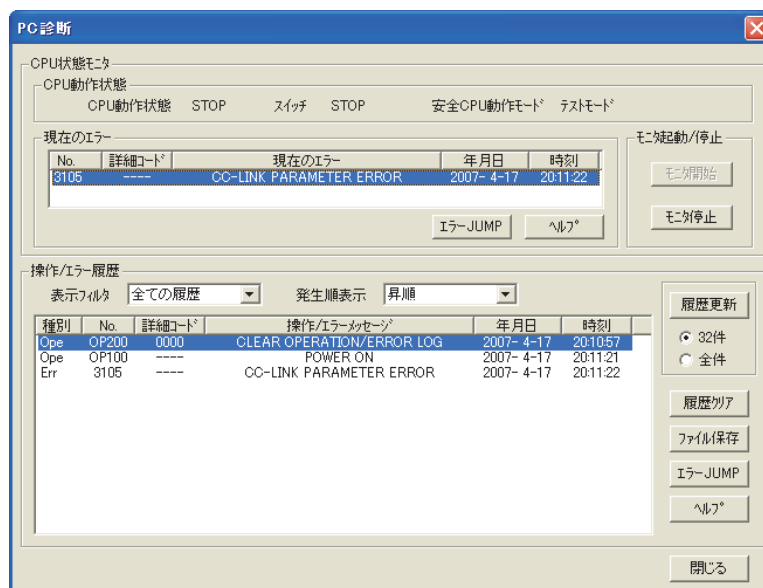 PC診断
CPU状態モニタ
CPU動作状態
CPU動作状態 STOP スイッチ STOP 安全CPU動作モード テストモード
現在のエラー
モニタ起動/停止
No. 詳細コード 現在のエラー 年月日 時刻
3105 ---- CC-LINK PARAMETER ERROR 2007- 4-17 20:11:22
モニタ開始
エラーJUMP ヘルプ
モニタ停止
操作/エラー履歴
表示フィルタ 全ての履歴 発生順表示 昇順
履歴更新
種別 No. 詳細コード 操作/エラーメッセージ 年月日 時刻
Ope OP200 0000 CLEAR OPERATION/ERROR LOG 2007- 4-17 20:10:57
Ope OP100 ---- POWER ON 2007- 4-17 20:11:21
Err 3105 ---- CC-LINK PARAMETER ERROR 2007- 4-17 20:11:22
32件
全件
履歴クリア
ファイル保存
エラーJUMP
ヘルプ
閉じる